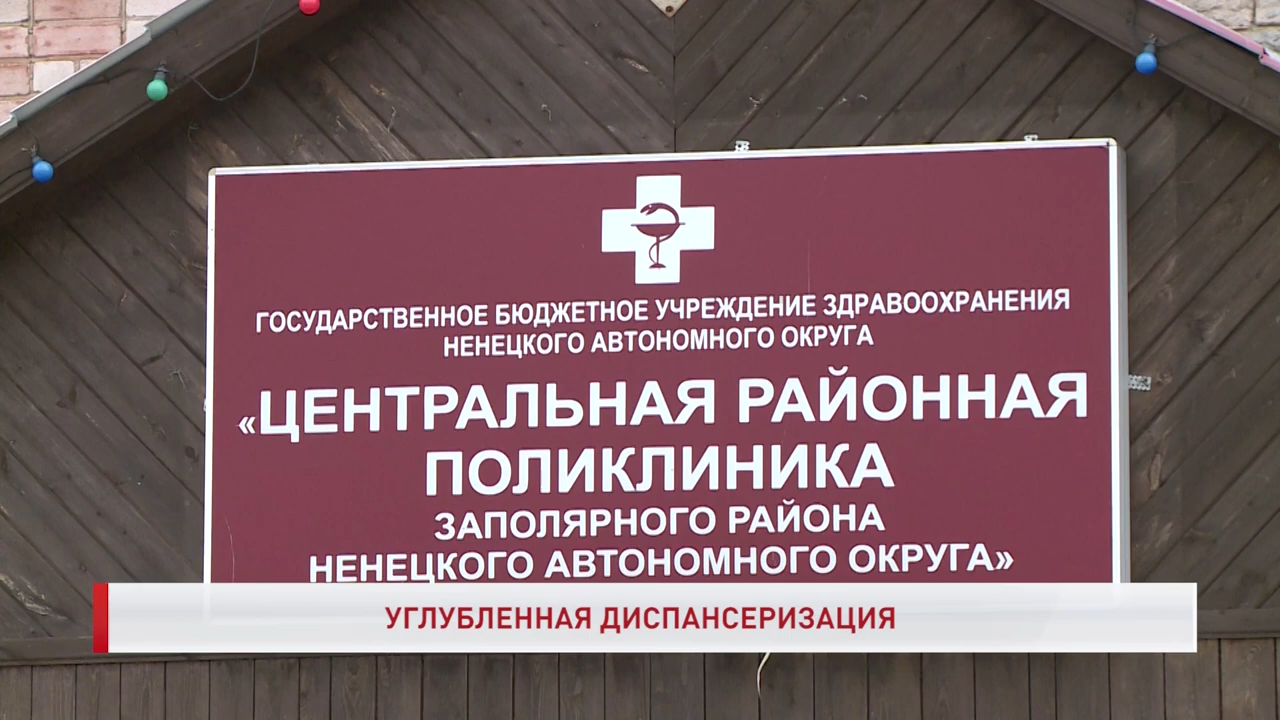 ГОСУДАРСТВЕННОЕ БЮДЖЕТНОЕ УЧРЕЖДЕНИЕ ЗДРАВООХРАНЕНИЯ
НЕНЕЦКОГО АВТОНОМНОГО ОКРУГА
«ЦЕНТРАЛЬНАЯ РАЙОННАЯ
ПОЛИКЛИНИКА
ЗАПОЛЯРНОГО РАЙОНА
НЕНЕЦКОГО АВТОНОМНОГО ОКРУГА»
УГЛУБЛЕННАЯ ДИСПАНСЕРИЗАЦИЯ